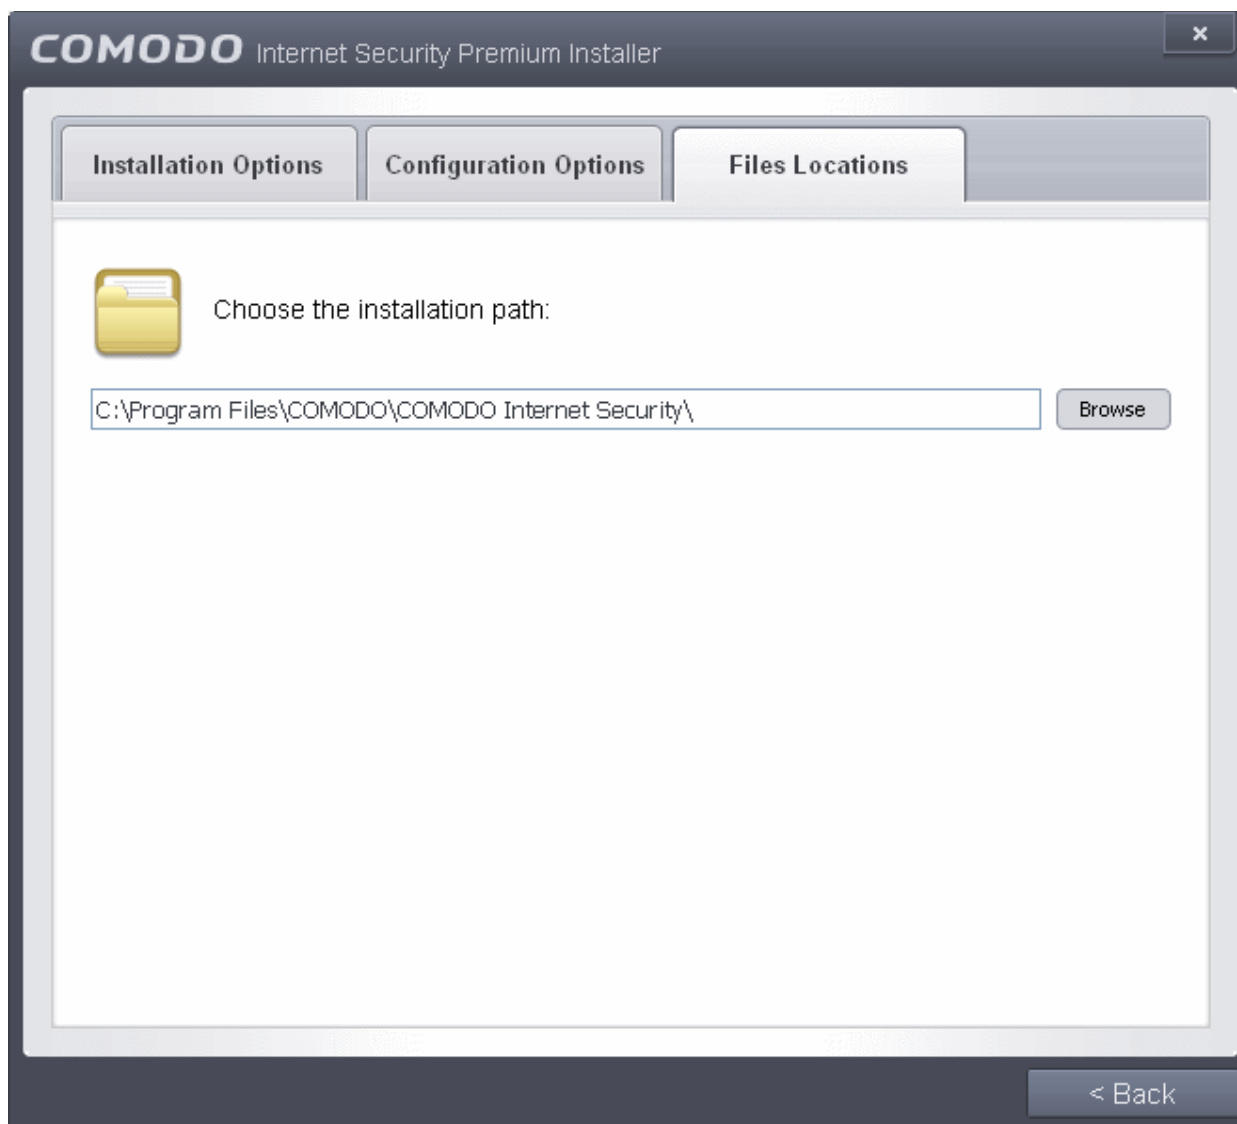 COMODO Internet Security Premium Installer
×
Installation Options
Configuration Options
Files Locations
Choose the installation path:
C:\Program Files\COMODO\COMODO Internet Security\
Browse
< Back